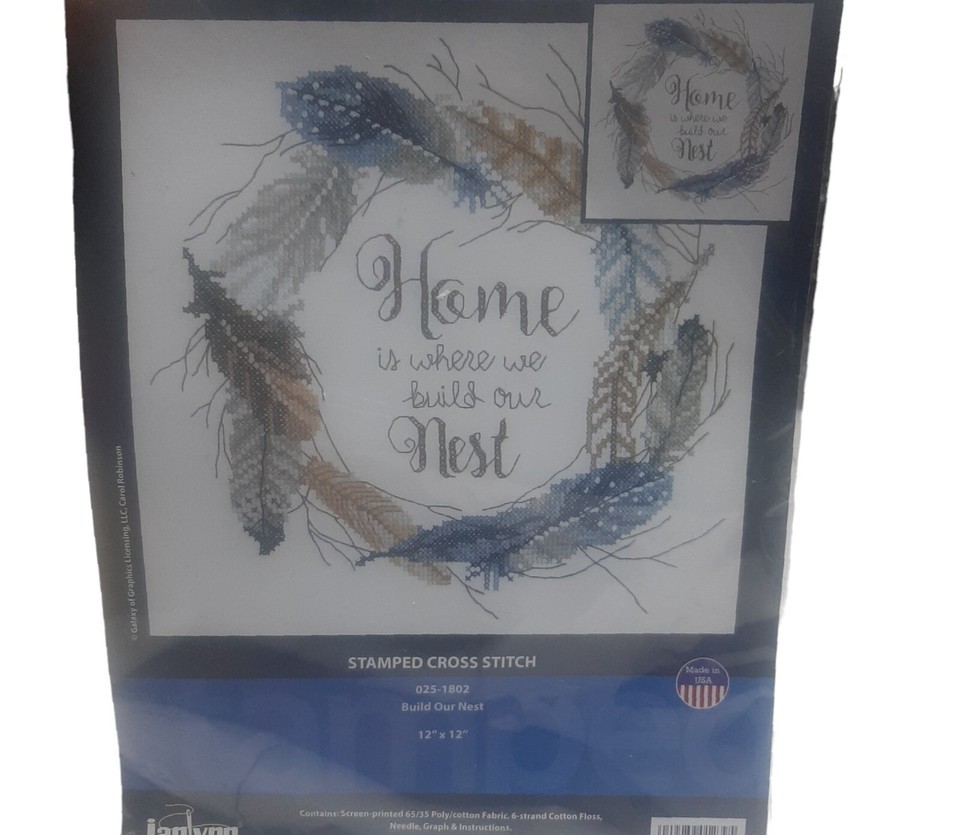 Home
is where we
build our
Nest
Home
is where we
build our
Nest
© Galaxy of Graphics Licensing, LLC, Carol Robinson
STAMPED CROSS STITCH
Made in
USA
025-1802
Build Our Nest
12" x 12"
janlynn
Contains: Screen-printed 65/35 Poly/cotton Fabric, 6-strand Cotton Floss,
Needle, Graph & Instructions.